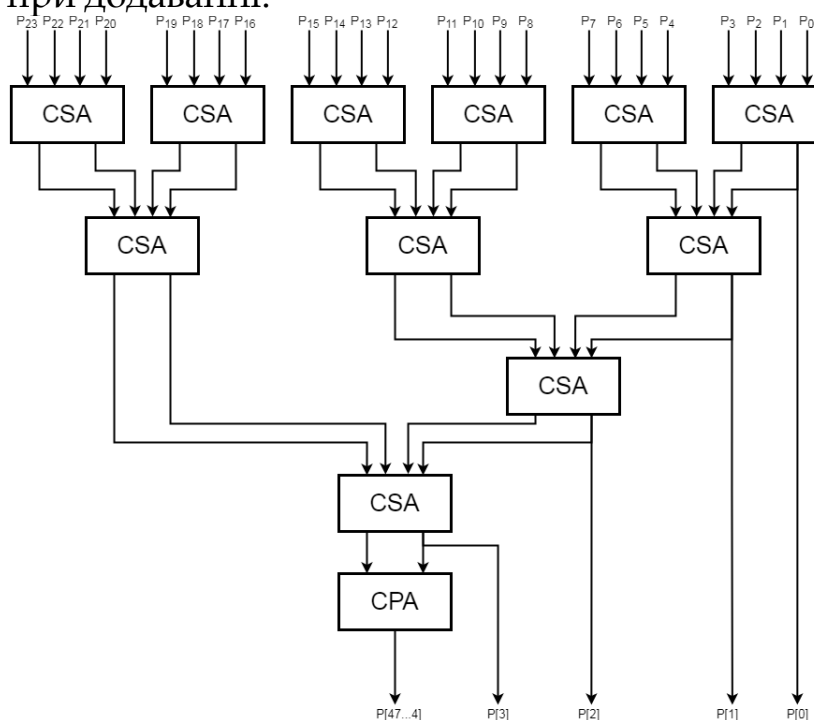 при додаванні.
P23 P22 P21 P20 P19 P18 P17 P16 P15 P14 P13 P12 P11 P10 P9 P8 P7 P6 P5 P4 P3 P2 P1 P0
CSA CSA CSA CSA CSA CSA
CSA CSA CSA
CSA
CSA
CPA
P[47...4] P[3] P[2] P[1] P[0]